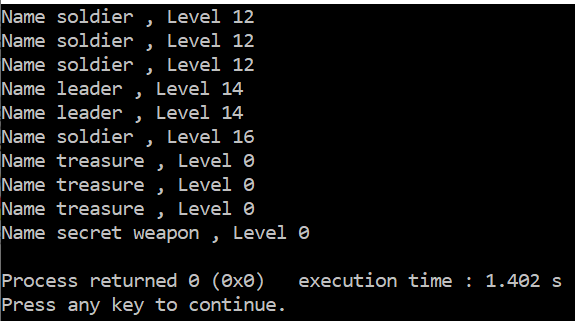 Name soldier , Level 12
Name soldier , Level 12
Name soldier , Level 12
Name leader , Level 14
Name leader , Level 14
Name soldier , Level 16
Name treasure , Level 0
Name treasure , Level 0
Name treasure , Level 0
Name secret weapon , Level 0
Process returned 0 (0x0)   execution time : 1.402 s
Press any key to continue.